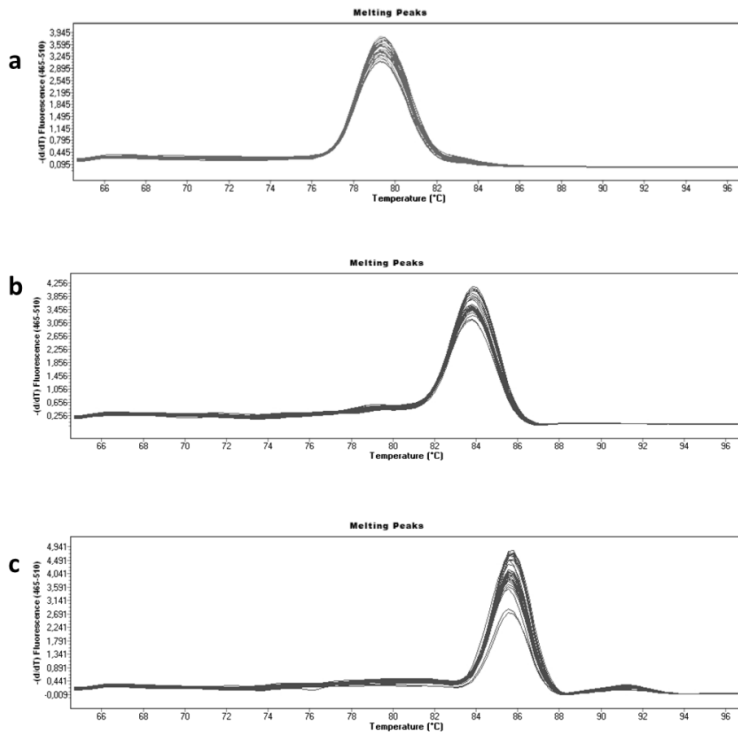 Melting Peaks
a
-(d/dT) Fluorescence (465-510)
3,945
3,595
3,245
2,895
2,545
2,195
1,845
1,495
1,145
0,795
0,445
0,095
66 68 70 72 74 76 78 80 82 84 86 88 90 92 94 96
Temperature (°C)
Melting Peaks
b
-(d/dT) Fluorescence (465-510)
4,256
3,856
3,456
3,056
2,656
2,256
1,856
1,456
1,056
0,656
0,256
66 68 70 72 74 76 78 80 82 84 86 88 90 92 94 96
Temperature (°C)
Melting Peaks
c
-(d/dT) Fluorescence (465-510)
4,941
4,491
4,041
3,591
3,141
2,691
2,241
1,791
1,341
0,891
0,441
-0,009
66 68 70 72 74 76 78 80 82 84 86 88 90 92 94 96
Temperature (°C)